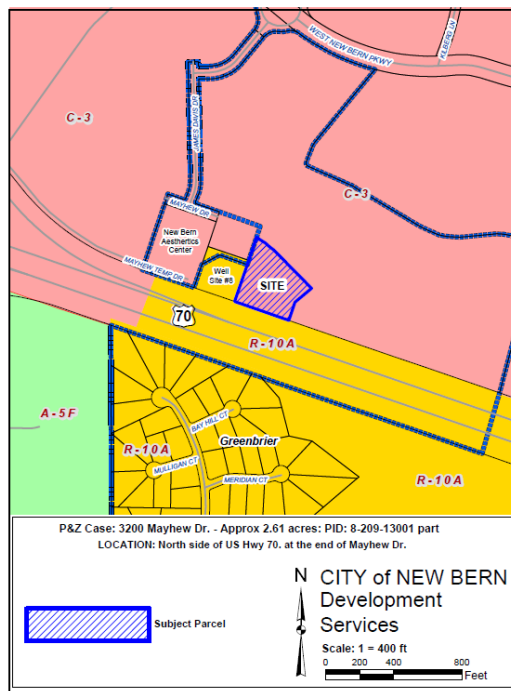 WEST NEW BERN PKWY
KILBERG LN
C-3
JAMES DAVIS DR
C-3
MAYHEW DR
New Bern
Aesthertics
Center
Well
Site #8
SITE
MAYHEW TEMP DR
70
R-10A
A-5F
BAY HILL CT
Greenbrier
R-10A
MULLIGAN CT
MERIDIAN CT
R-10A
P&Z Case: 3200 Mayhew Dr. - Approx 2.61 acres: PID: 8-209-13001 part
LOCATION: North side of US Hwy 70. at the end of Mayhew Dr.
N
CITY of NEW BERN
Development
Services
Subject Parcel
Scale: 1 = 400 ft
0 200 400 800
Feet